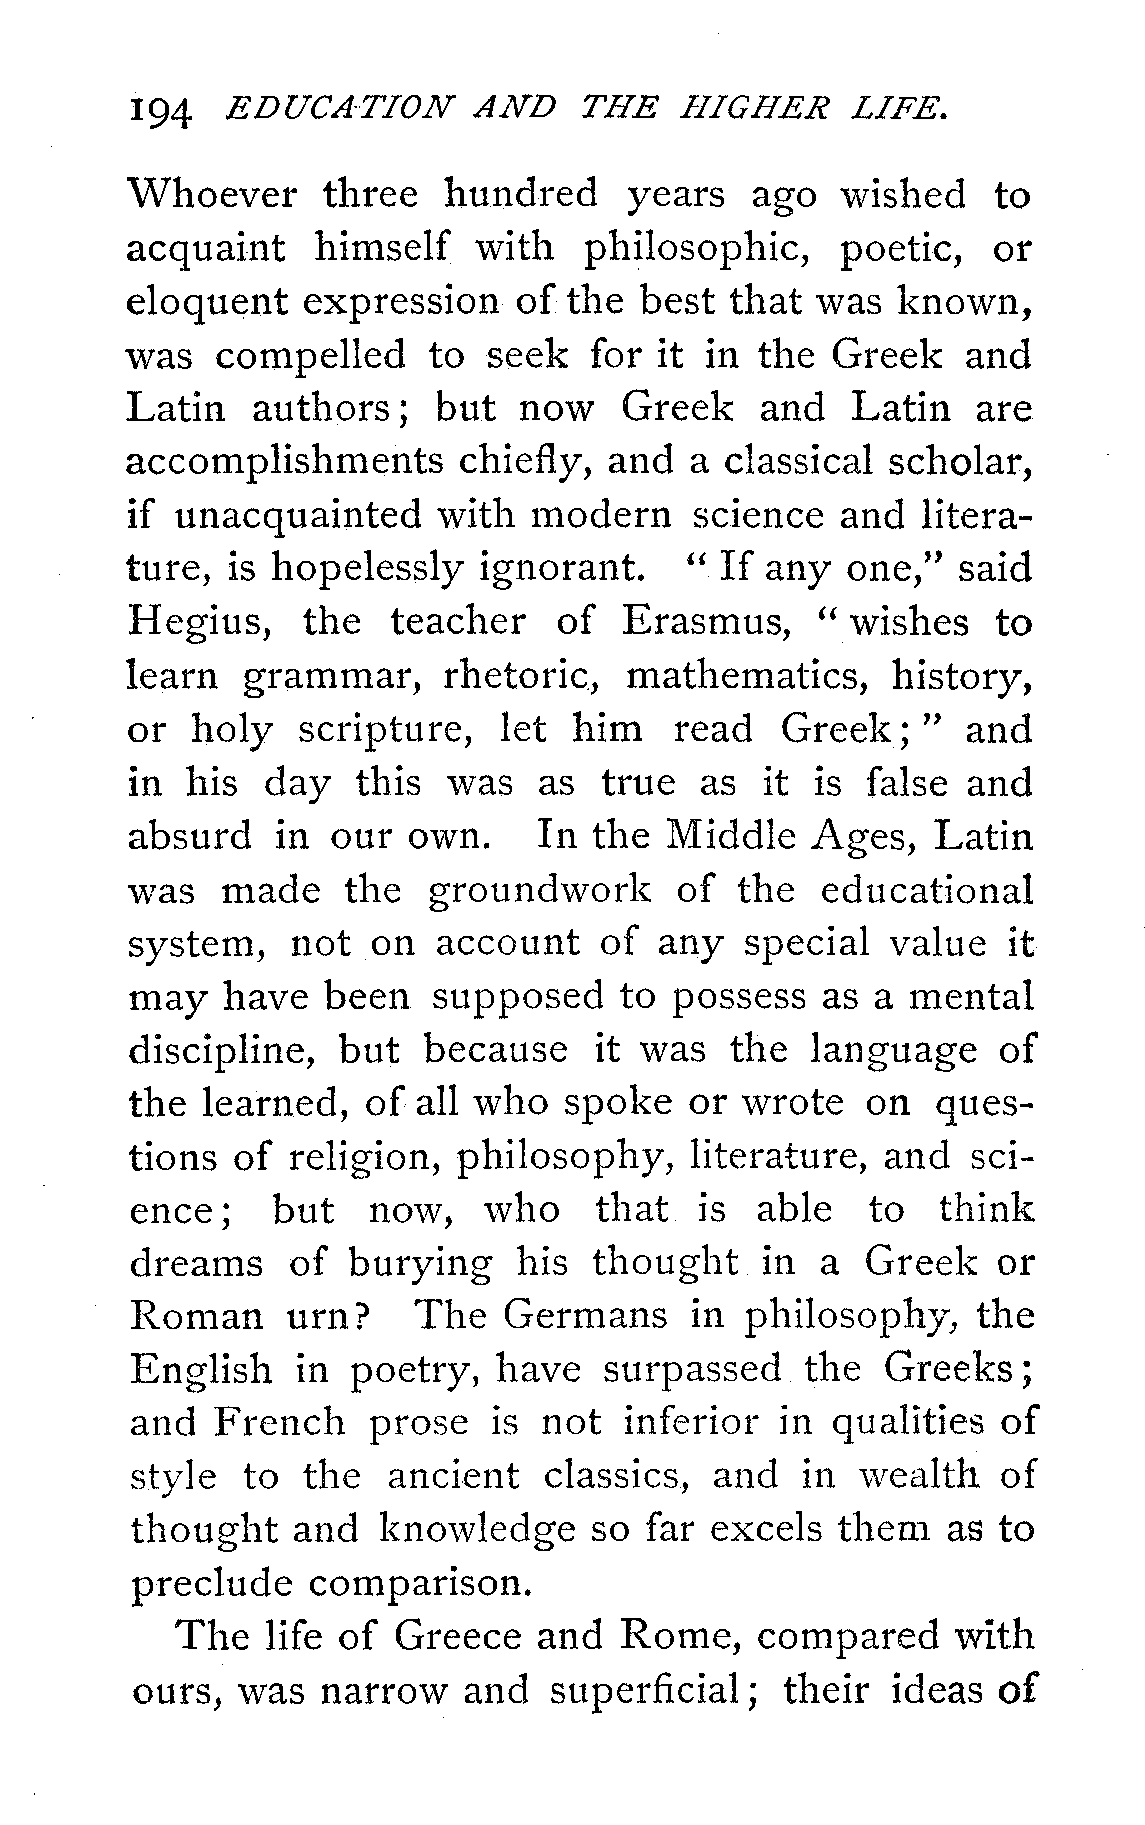 194 EDUCATION AND THE HIGHER LIFE.
Whoever three hundred years ago wished to
acquaint himself with philosophic, poetic, or
eloquent expression of the best that was known,
was compelled to seek for it in the Greek and
Latin authors; but now Greek and Latin are
accomplishments chiefly, and a classical scholar,
if unacquainted with modern science and litera-
ture, is hopelessly ignorant. “ If any one,” said
Hegius, the teacher of Erasmus, “ wishes to
learn grammar, rhetoric, mathematics, history,
or holy scripture, let him read Greek; ” and
in his day this was as true as it is false and
absurd in our own. In the Middle Ages, Latin
was made the groundwork of the educational
system, not on account of any special value it
may have been supposed to possess as a mental
discipline, but because it was the language of
the learned, of all who spoke or wrote on ques-
tions of religion, philosophy, literature, and sci-
ence; but now, who that is able to think
dreams of burying his thought in a Greek or
Roman urn? The Germans in philosophy, the
English in poetry, have surpassed the Greeks;
and French prose is not inferior in qualities of
style to the ancient classics, and in wealth of
thought and knowledge so far excels them as to
preclude comparison.
The life of Greece and Rome, compared with
ours, was narrow and superficial; their ideas of